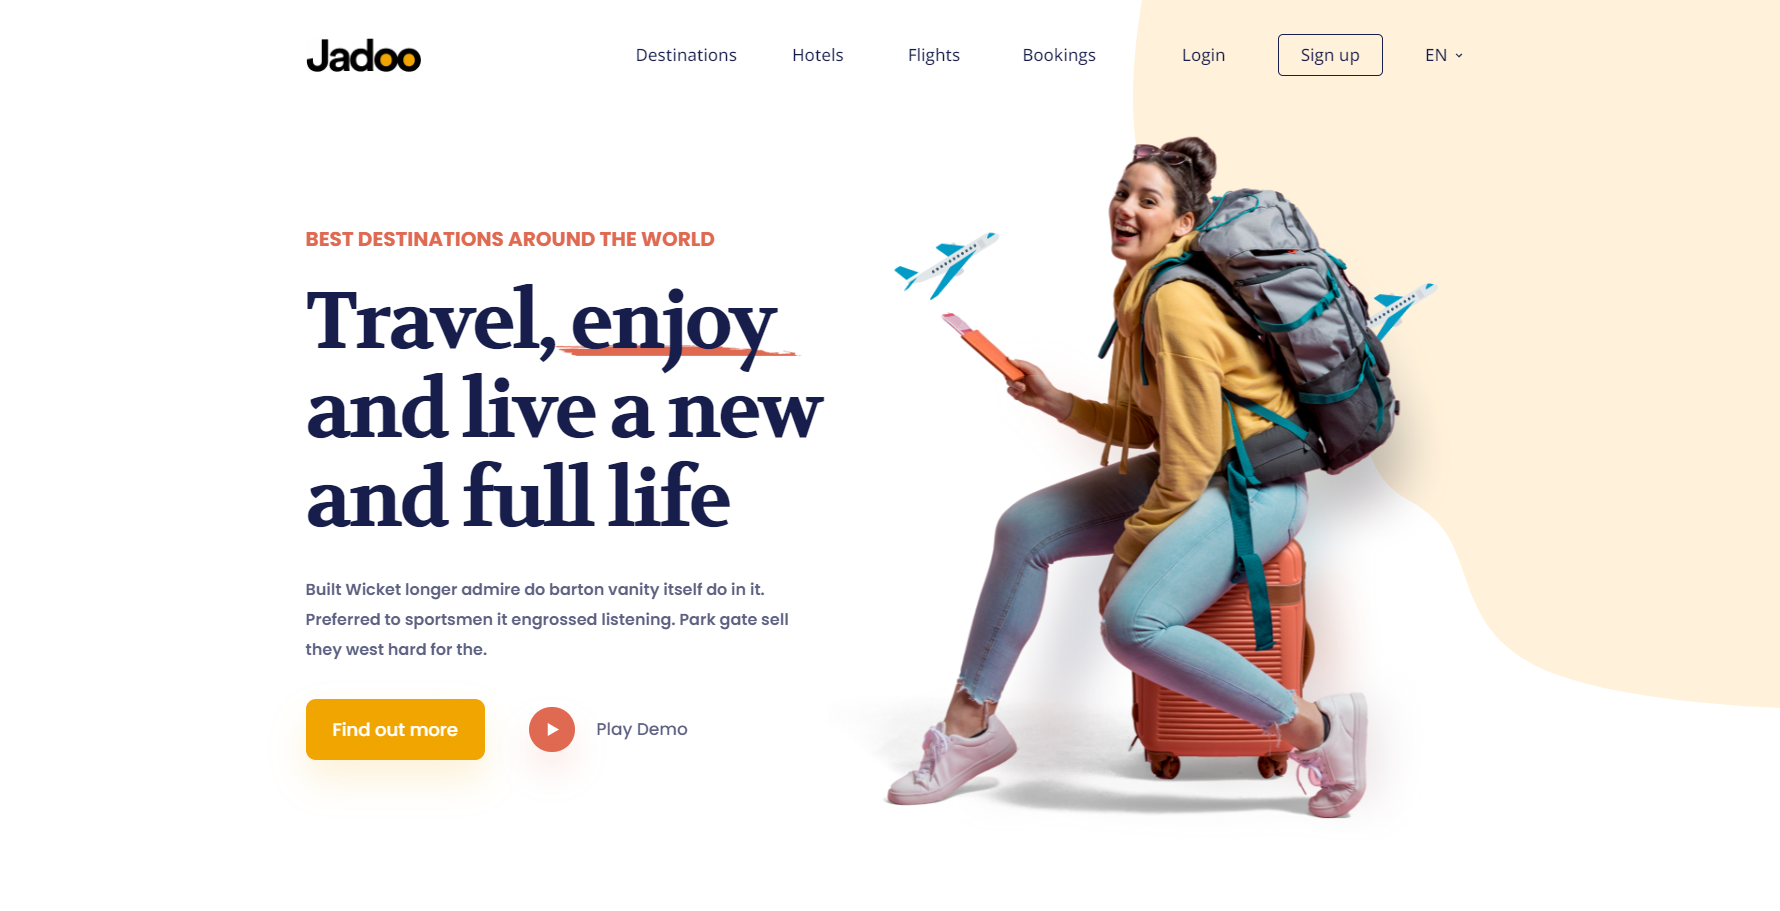 Jadoo
Destinations
Hotels
Flights
Bookings
Login
Sign up
EN
BEST DESTINATIONS AROUND THE WORLD
Travel, enjoy
and live a new
and full life
Built Wicket longer admire do barton vanity itself do in it.
Preferred to sportsmen it engrossed listening. Park gate sell
they west hard for the.
Find out more
Play Demo